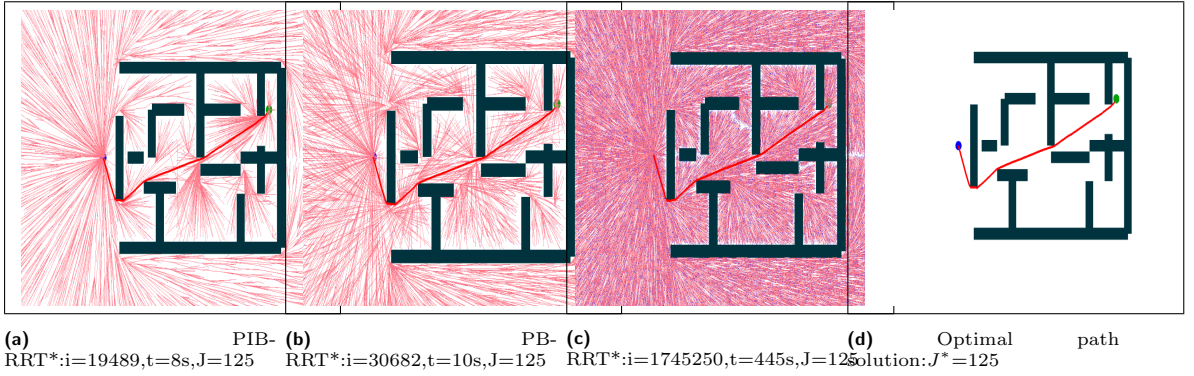 (a) PIB-
RRT*:i=19489,t=8s,J=125
(b) PB-
RRT*:i=30682,t=10s,J=125
(c)
RRT*:i=1745250,t=445s,J=125
(d) Optimal path
solution:J*=125